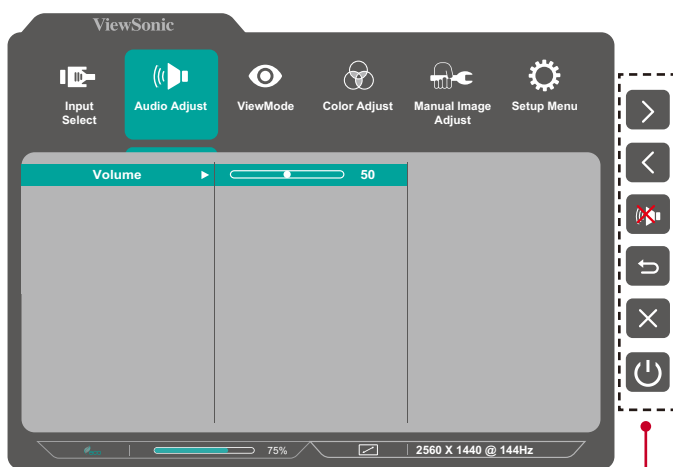 ViewSonic
Input Select
Audio Adjust
ViewMode
Color Adjust
Manual Image Adjust
Setup Menu
Volume
50
75%
2560 X 1440 @ 144Hz